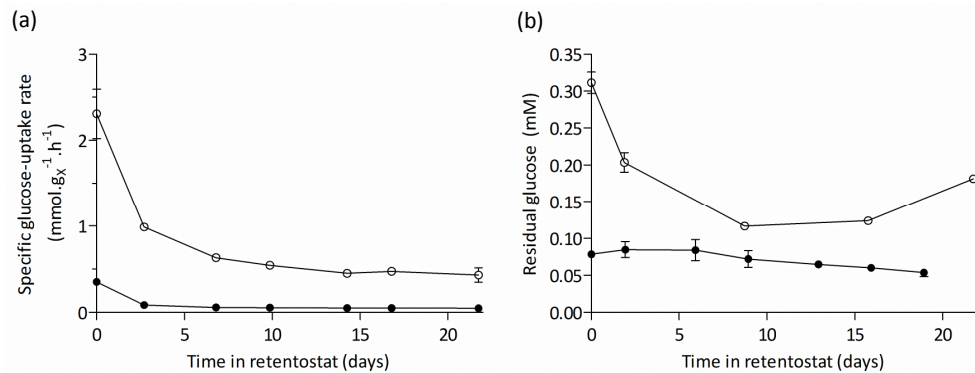 (a)
Specific glucose-uptake rate
(mmol.gₓ⁻¹.h⁻¹)
3
2
1
0
0 5 10 15 20
Time in retentostat (days)
(b)
Residual glucose (mM)
0.35
0.30
0.25
0.20
0.15
0.10
0.05
0.00
0 5 10 15 20
Time in retentostat (days)